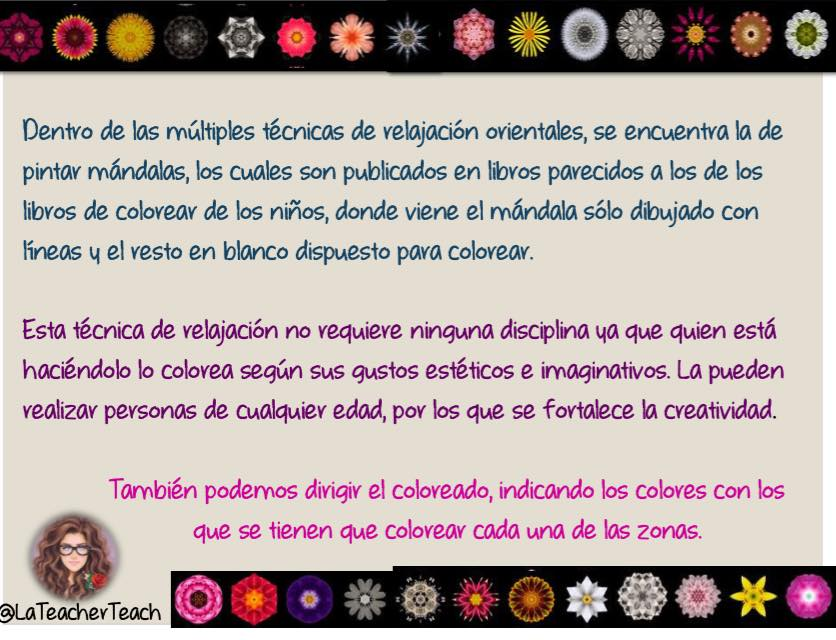 Dentro de las múltiples técnicas de relajación orientales, se encuentra la de
pintar mándalas, los cuales son publicados en libros parecidos a los de los
libros de colorear de los niños, donde viene el mándala sólo dibujado con
líneas y el resto en blanco dispuesto para colorear.
Esta técnica de relajación no requiere ninguna disciplina ya que quien está
haciéndolo lo colorea según sus gustos estéticos e imaginativos. La pueden
realizar personas de cualquier edad, por los que se fortalece la creatividad.
También podemos dirigir el coloreado, indicando los colores con los
que se tienen que colorear cada una de las zonas.
@LaTeacherTeach